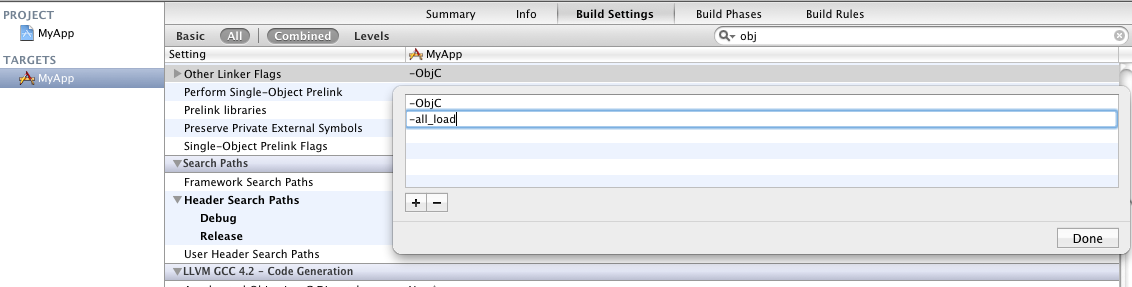 PROJECT
MyApp
TARGETS
MyApp
Summary Info Build Settings Build Phases Build Rules
Basic All Combined Levels obj
Setting MyApp
Other Linker Flags -ObjC
Perform Single-Object Prelink
Prelink libraries
Preserve Private External Symbols
Single-Object Prelink Flags
Search Paths
Framework Search Paths
Header Search Paths
Debug
Release
User Header Search Paths
LLVM GCC 4.2 - Code Generation
-ObjC
-all_load
+ −
Done